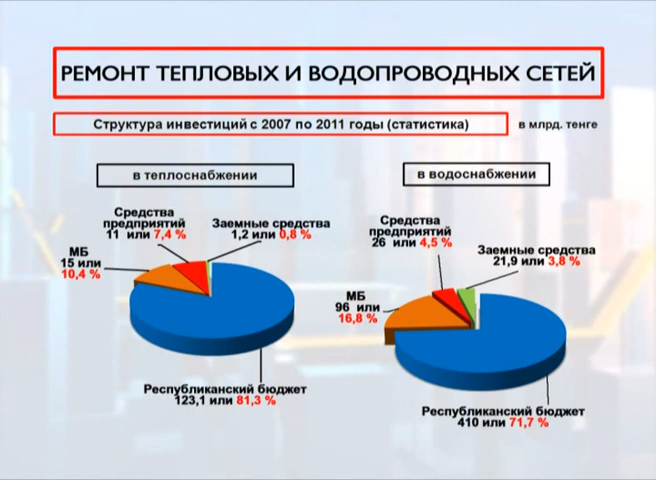 РЕМОНТ ТЕПЛОВЫХ И ВОДОПРОВОДНЫХ СЕТЕЙ
Структура инвестиций с 2007 по 2011 годы (статистика)
в млрд. тенге
в теплоснабжении
Средства
предприятий
11 или 7,4 %
Заемные средства
1,2 или 0,8 %
МБ
15 или
10,4 %
Республиканский бюджет
123,1 или 81,3 %
в водоснабжении
Средства
предприятий
26 или 4,5 %
Заемные средства
21,9 или 3,8 %
МБ
96 или
16,8 %
Республиканский бюджет
410 или 71,7 %